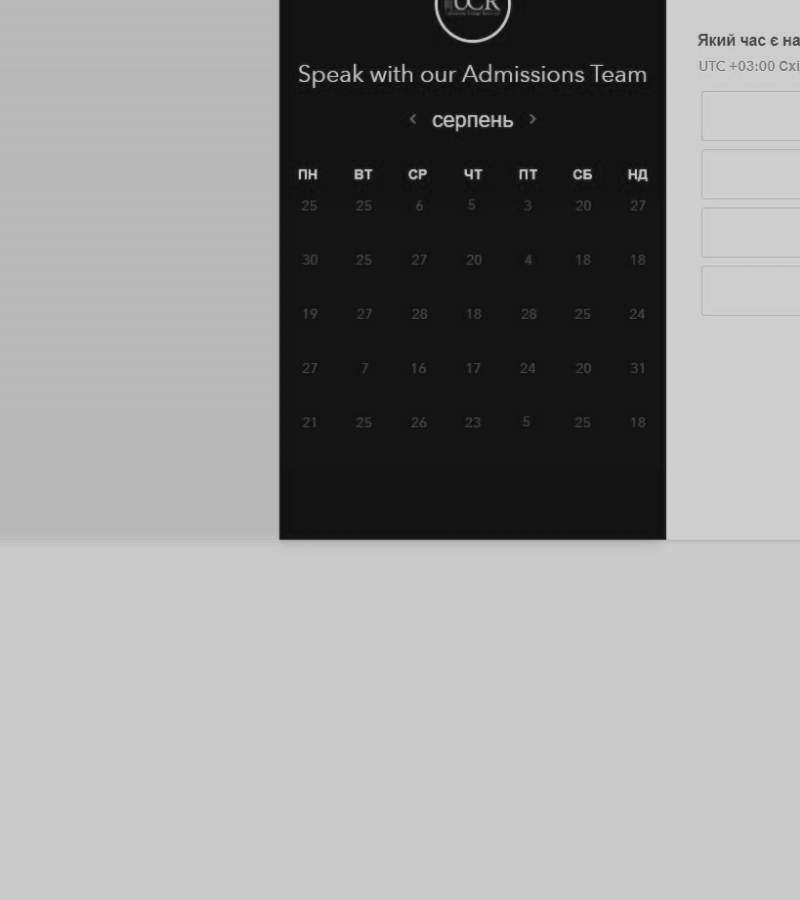 UCR
Speak with our Admissions Team
‹ серпень ›
ПН ВТ СР ЧТ ПТ СБ НД
25 25 6 5 3 20 27
30 25 27 20 4 18 18
19 27 28 18 28 25 24
27 7 16 17 24 20 31
21 25 26 23 5 25 18
Який час є на
UTC +03:00 Схі